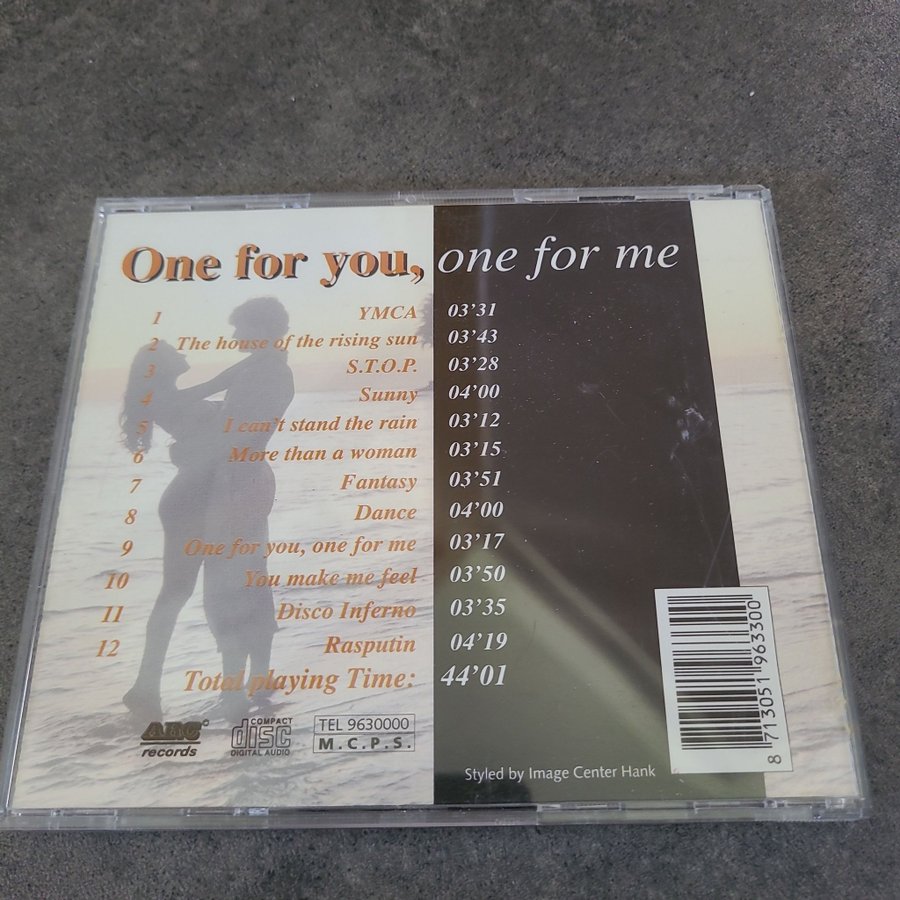 One for you, one for me
1 YMCA 03'31
2 The house of the rising sun 03'43
3 S.T.O.P. 03'28
4 Sunny 04'00
5 I can't stand the rain 03'12
6 More than a woman 03'15
7 Fantasy 03'51
8 Dance 04'00
9 One for you, one for me 03'17
10 You make me feel 03'50
11 Disco Inferno 03'35
12 Rasputin 04'19
Total playing Time: 44'01
records
COMPACT
disc
DIGITAL AUDIO
TEL 9630000
M.C.P.S.
Styled by Image Center Hank
8 713051 963300